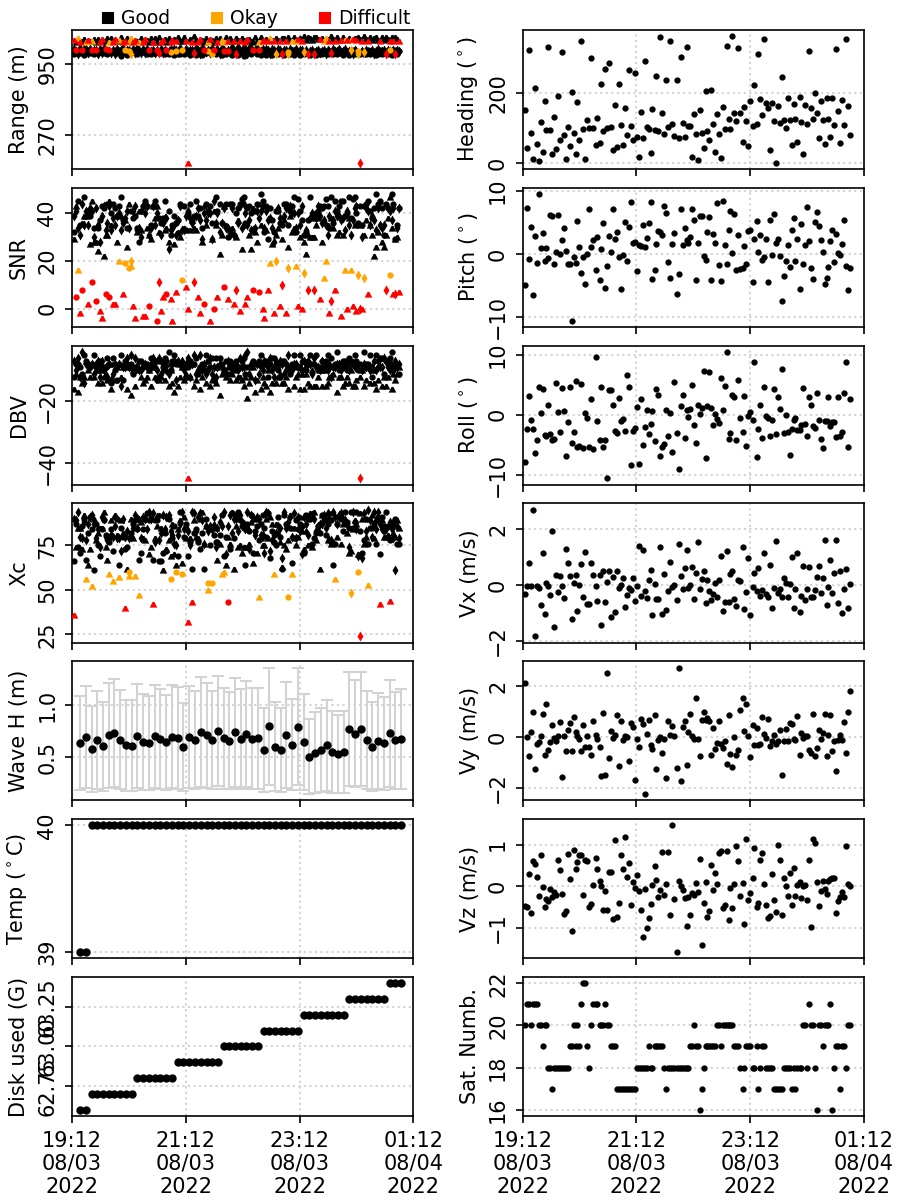 Good Okay Difficult
Range (m)
950
270
Heading (°)
200
0
SNR
40
20
0
Pitch (°)
10
0
−10
DBV
−20
−40
Roll (°)
10
0
−10
Xc
75
50
25
Vx (m/s)
2
0
−2
Wave H (m)
1.0
0.5
Vy (m/s)
2
0
−2
Temp (°C)
40
39
Vz (m/s)
1
0
−1
Disk used (G)
Sat. Numb.
22
20
18
16
19:12 21:12 23:12 01:12
08/03 08/03 08/03 08/04
2022 2022 2022 2022
19:12 21:12 23:12 01:12
08/03 08/03 08/03 08/04
2022 2022 2022 2022